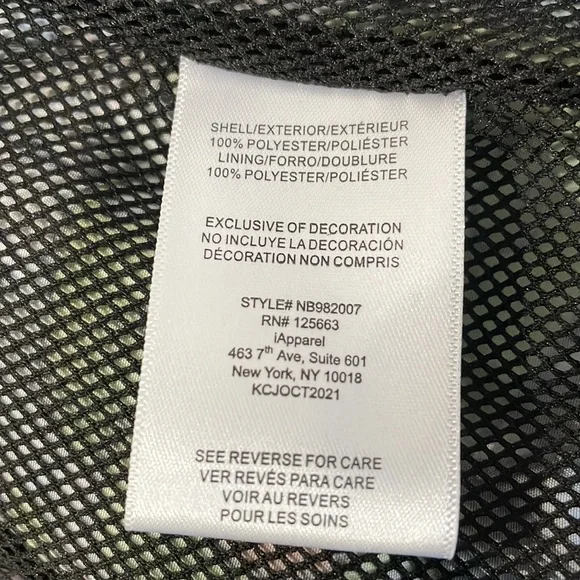 SHELL/EXTERIOR/EXTÉRIEUR
100% POLYESTER/POLIÉSTER
LINING/FORRO/DOUBLURE
100% POLYESTER/POLIÉSTER
EXCLUSIVE OF DECORATION
NO INCLUYE LA DECORACIÓN
DÉCORATION NON COMPRIS
STYLE# NB982007
RN# 125663
iApparel
463 7th Ave, Suite 601
New York, NY 10018
KCJOCT2021
SEE REVERSE FOR CARE
VER REVÉS PARA CARE
VOIR AU REVERS
POUR LES SOINS